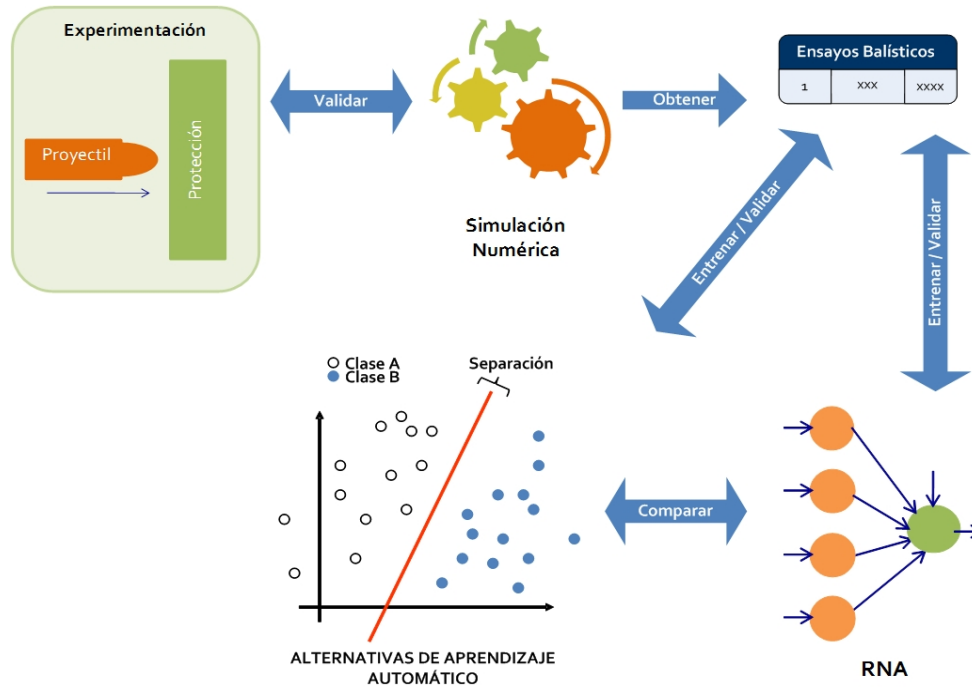 Experimentación
Proyectil
Protección
Validar
Simulación
Numérica
Obtener
Ensayos Balísticos
1 xxx xxxx
Entrenar / Validar
Entrenar / Validar
Clase A
Clase B
Separación
Comparar
ALTERNATIVAS DE APRENDIZAJE
AUTOMÁTICO
RNA